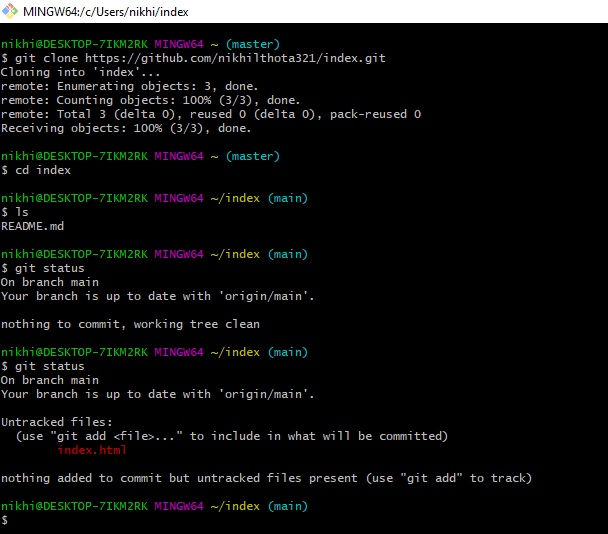 MINGW64:/c/Users/nikhi/index
nikhi@DESKTOP-7IKM2RK MINGW64 ~ (master)
$ git clone https://github.com/nikhilthota321/index.git
Cloning into 'index'...
remote: Enumerating objects: 3, done.
remote: Counting objects: 100% (3/3), done.
remote: Total 3 (delta 0), reused 0 (delta 0), pack-reused 0
Receiving objects: 100% (3/3), done.
nikhi@DESKTOP-7IKM2RK MINGW64 ~ (master)
$ cd index
nikhi@DESKTOP-7IKM2RK MINGW64 ~/index (main)
$ ls
README.md
nikhi@DESKTOP-7IKM2RK MINGW64 ~/index (main)
$ git status
On branch main
Your branch is up to date with 'origin/main'.
nothing to commit, working tree clean
nikhi@DESKTOP-7IKM2RK MINGW64 ~/index (main)
$ git status
On branch main
Your branch is up to date with 'origin/main'.
Untracked files:
(use "git add <file>..." to include in what will be committed)
index.html
nothing added to commit but untracked files present (use "git add" to track)
nikhi@DESKTOP-7IKM2RK MINGW64 ~/index (main)
$